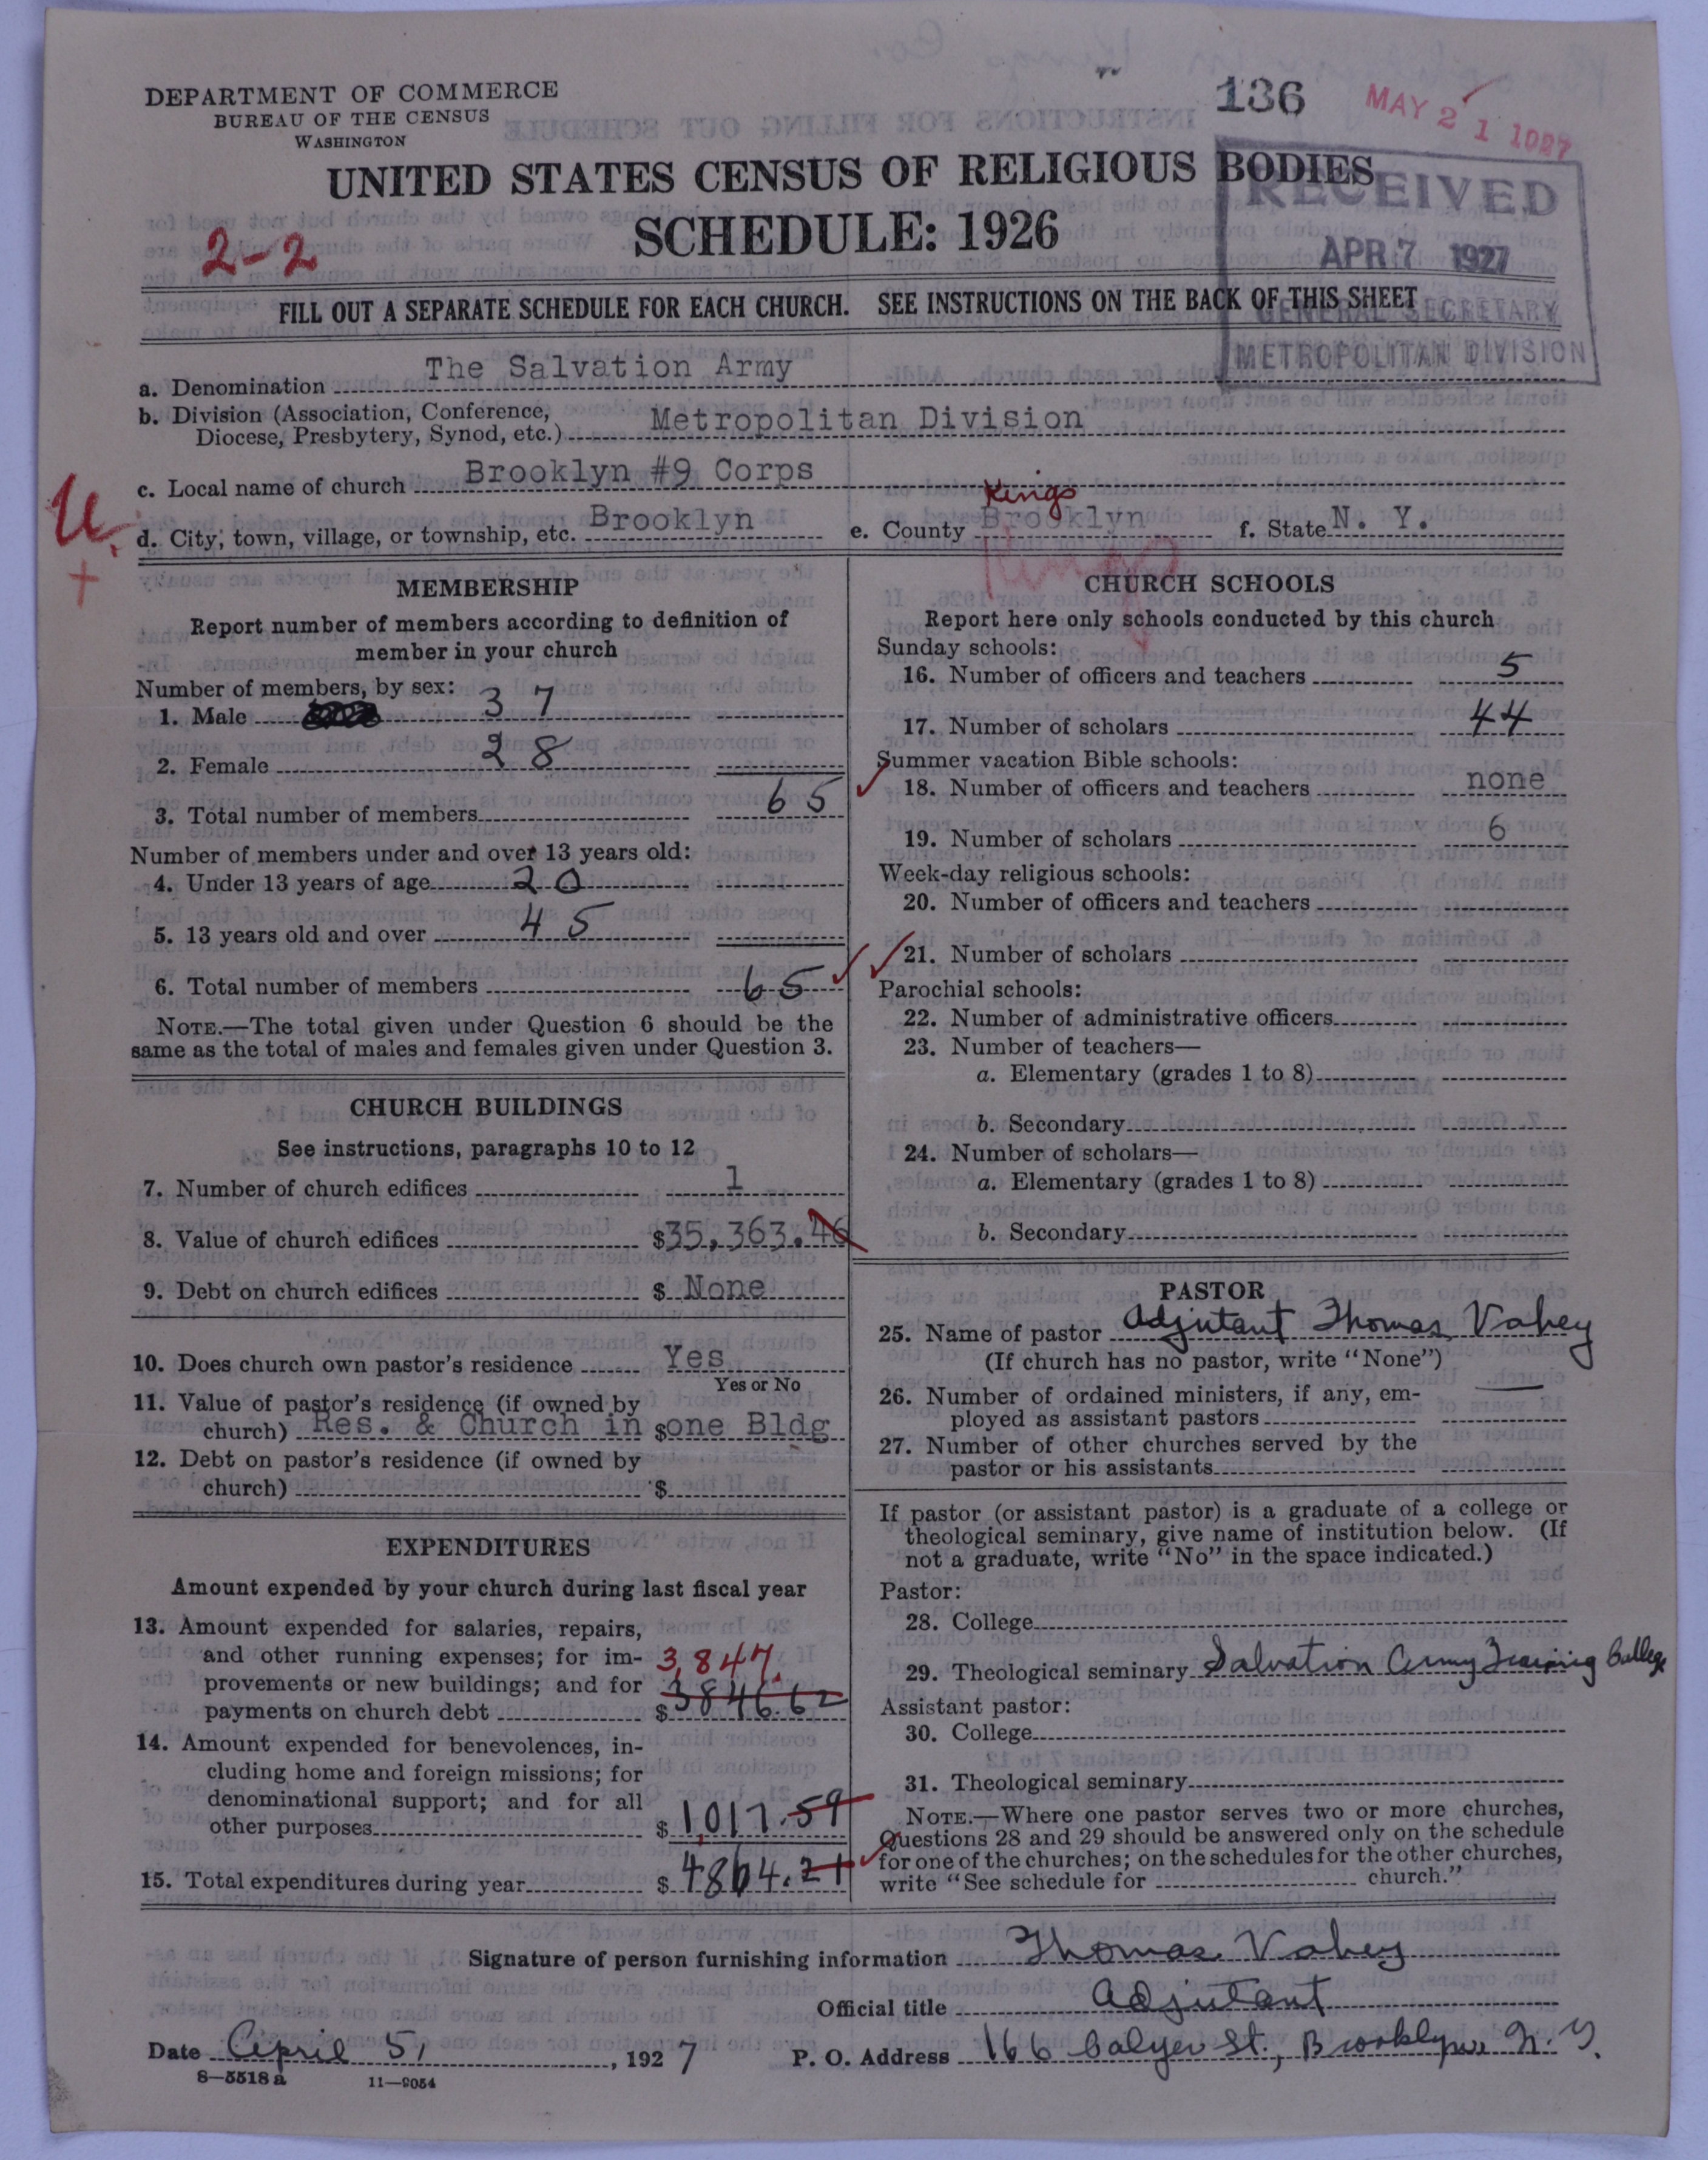 DEPARTMENT OF COMMERCE
BUREAU OF THE CENSUS
WASHINGTON
136
MAY 21 1927
UNITED STATES CENSUS OF RELIGIOUS BODIES
SCHEDULE: 1926
RECEIVED
APR 7 1927
GENERAL SECRETARY
METROPOLITAN DIVISION
2-2
FILL OUT A SEPARATE SCHEDULE FOR EACH CHURCH. SEE INSTRUCTIONS ON THE BACK OF THIS SHEET
a. Denomination The Salvation Army
b. Division (Association, Conference,
Diocese, Presbytery, Synod, etc.) Metropolitan Division
c. Local name of church Brooklyn #9 Corps
Kings
d. City, town, village, or township, etc. Brooklyn e. County Brooklyn f. State N. Y.
Kings
U.
+
MEMBERSHIP
Report number of members according to definition of
member in your church
Number of members, by sex:
1. Male 37
2. Female 28
3. Total number of members 65
Number of members under and over 13 years old:
4. Under 13 years of age 20
5. 13 years old and over 45
6. Total number of members 65
NOTE.—The total given under Question 6 should be the
same as the total of males and females given under Question 3.
CHURCH BUILDINGS
See instructions, paragraphs 10 to 12
7. Number of church edifices 1
8. Value of church edifices $35,363.46
9. Debt on church edifices $ None
10. Does church own pastor's residence Yes
Yes or No
11. Value of pastor's residence (if owned by
church) Res. & Church in $one Bldg
12. Debt on pastor's residence (if owned by
church) $
EXPENDITURES
Amount expended by your church during last fiscal year
13. Amount expended for salaries, repairs,
and other running expenses; for im- 3,847.
provements or new buildings; and for
payments on church debt $3846.62
14. Amount expended for benevolences, in-
cluding home and foreign missions; for
denominational support; and for all
other purposes $1,017.59
15. Total expenditures during year $4864.21
CHURCH SCHOOLS
Report here only schools conducted by this church
Sunday schools:
16. Number of officers and teachers 5
17. Number of scholars 44
Summer vacation Bible schools:
18. Number of officers and teachers none
19. Number of scholars 6
Week-day religious schools:
20. Number of officers and teachers
21. Number of scholars
Parochial schools:
22. Number of administrative officers
23. Number of teachers—
a. Elementary (grades 1 to 8)
b. Secondary
24. Number of scholars—
a. Elementary (grades 1 to 8)
b. Secondary
PASTOR
25. Name of pastor Adjutant Thomas Vahey
(If church has no pastor, write "None")
26. Number of ordained ministers, if any, em-
ployed as assistant pastors —
27. Number of other churches served by the
pastor or his assistants
If pastor (or assistant pastor) is a graduate of a college or
theological seminary, give name of institution below. (If
not a graduate, write "No" in the space indicated.)
Pastor:
28. College
29. Theological seminary Salvation Army Training College
Assistant pastor:
30. College
31. Theological seminary
NOTE.—Where one pastor serves two or more churches,
Questions 28 and 29 should be answered only on the schedule
for one of the churches; on the schedules for the other churches,
write "See schedule for church."
Signature of person furnishing information Thomas Vahey
Official title Adjutant
Date April 5, 1927 P. O. Address 166 Calyer St., Brooklyn N. Y.
8—5518a 11—9054